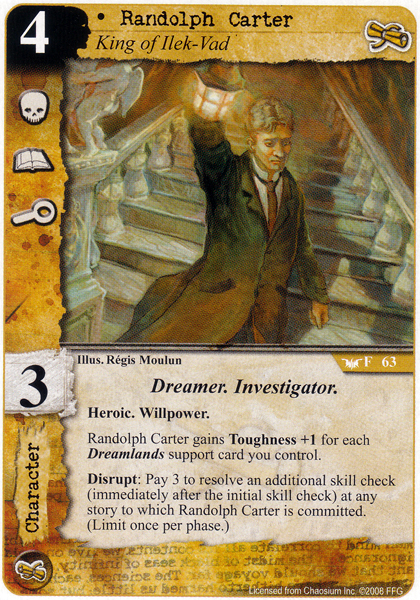 4
• Randolph Carter
King of Ilek-Vad
Illus. Régis Moulun
F 63
3
Dreamer. Investigator.
Heroic. Willpower.
Randolph Carter gains Toughness +1 for each
Dreamlands support card you control.
Disrupt: Pay 3 to resolve an additional skill check
(immediately after the initial skill check) at any
story to which Randolph Carter is committed.
(Limit once per phase.)
Character
Licensed from Chaosium Inc. ©2008 FFG